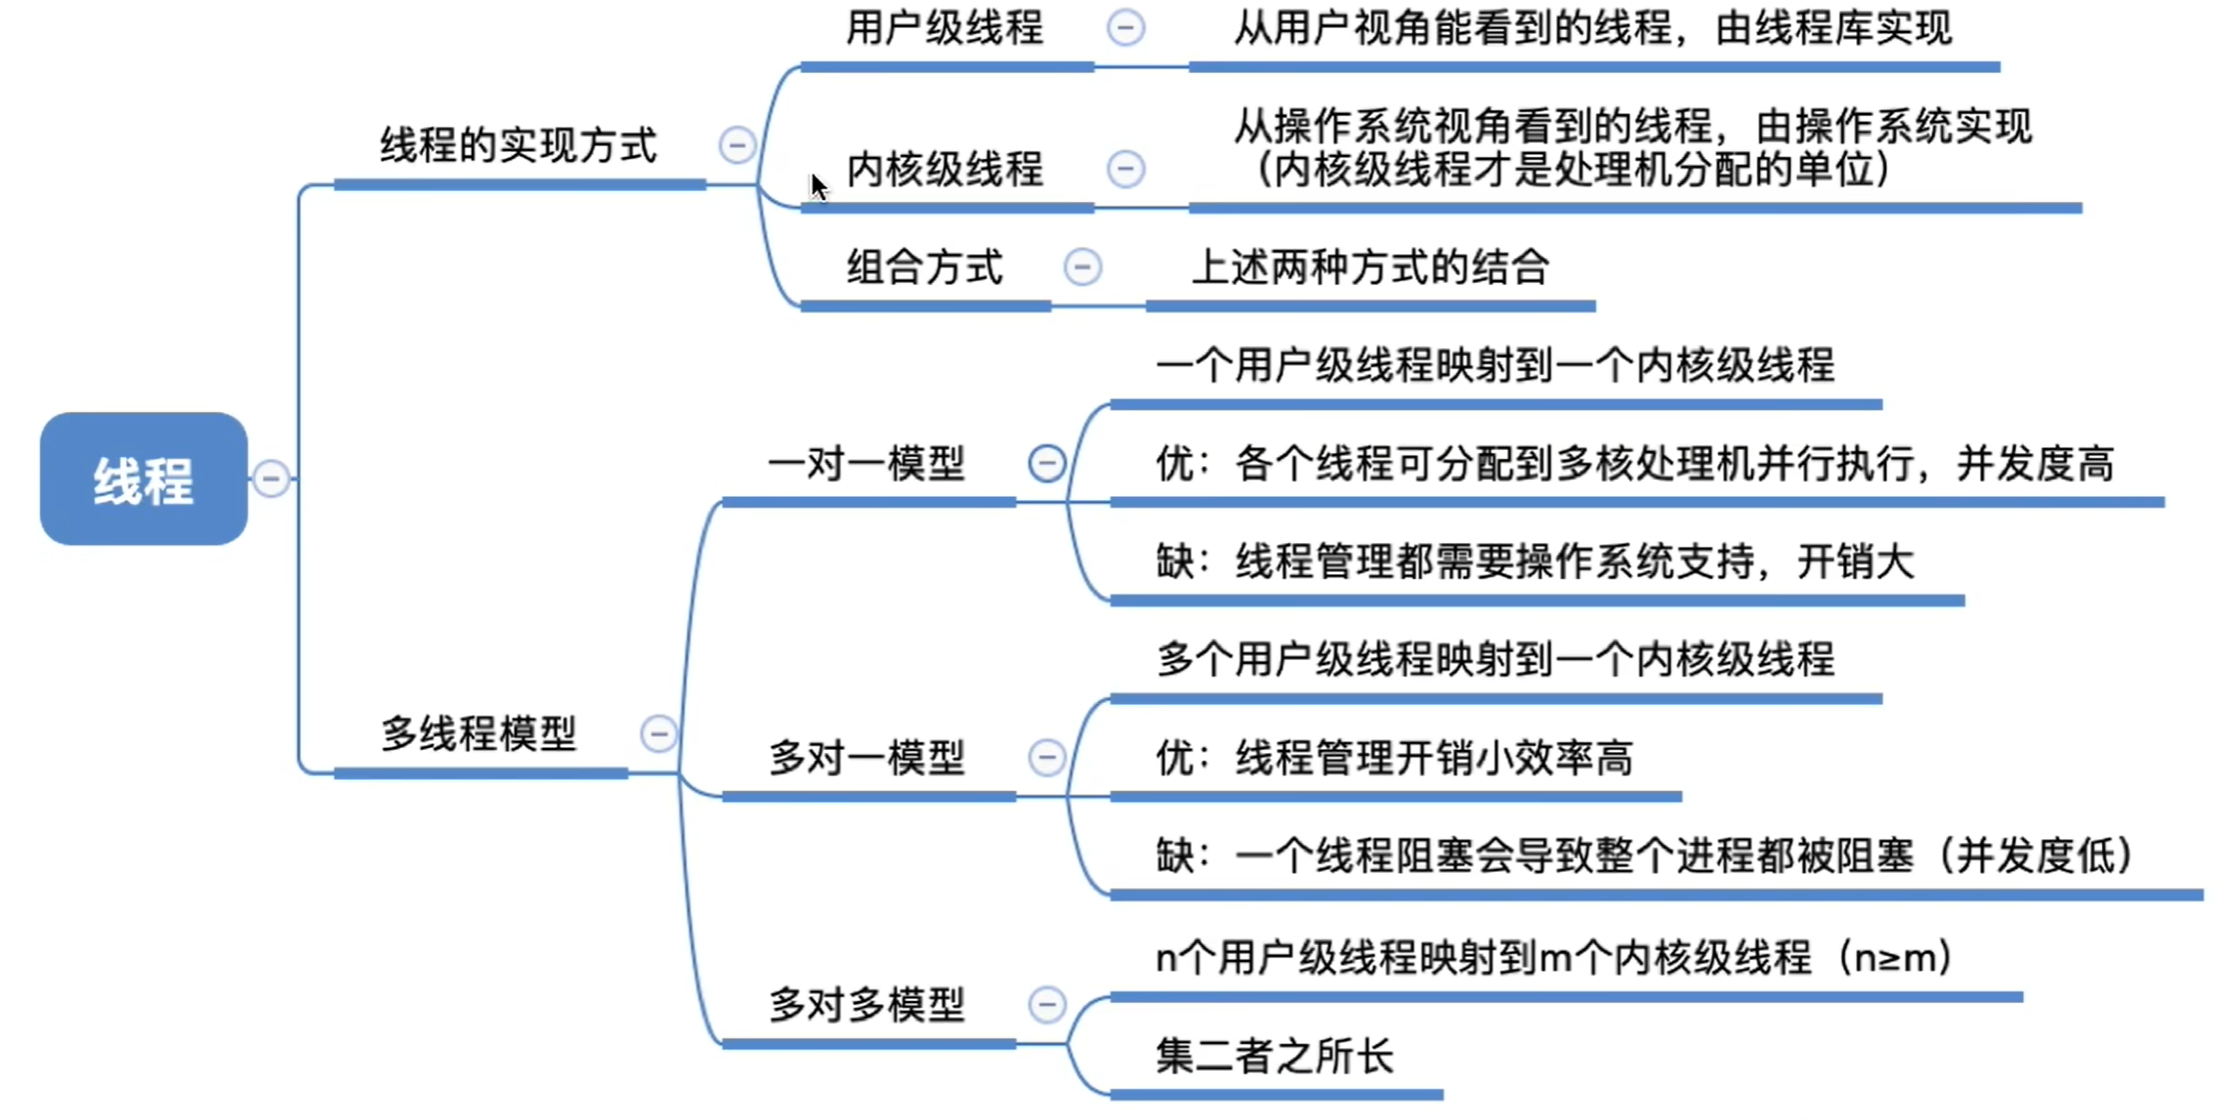 线程
线程的实现方式
用户级线程
从用户视角能看到的线程，由线程库实现
内核级线程
从操作系统视角看到的线程，由操作系统实现
（内核级线程才是处理机分配的单位）
组合方式
上述两种方式的结合
多线程模型
一对一模型
一个用户级线程映射到一个内核级线程
优：各个线程可分配到多核处理机并行执行，并发度高
缺：线程管理都需要操作系统支持，开销大
多对一模型
多个用户级线程映射到一个内核级线程
优：线程管理开销小效率高
缺：一个线程阻塞会导致整个进程都被阻塞（并发度低）
多对多模型
n个用户级线程映射到m个内核级线程（n≥m）
集二者之所长